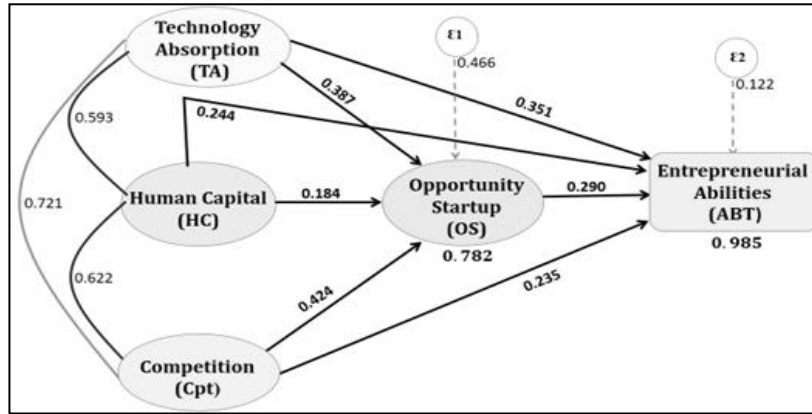 Technology
Absorption
(TA)
ε1
0.466
ε2
0.122
0.387
0.351
0.593
0.244
0.721
Human Capital
(HC)
0.184
Opportunity
Startup
(OS)
0.782
0.290
Entrepreneurial
Abilities
(ABT)
0.985
0.622
0.424
0.235
Competition
(Cpt)